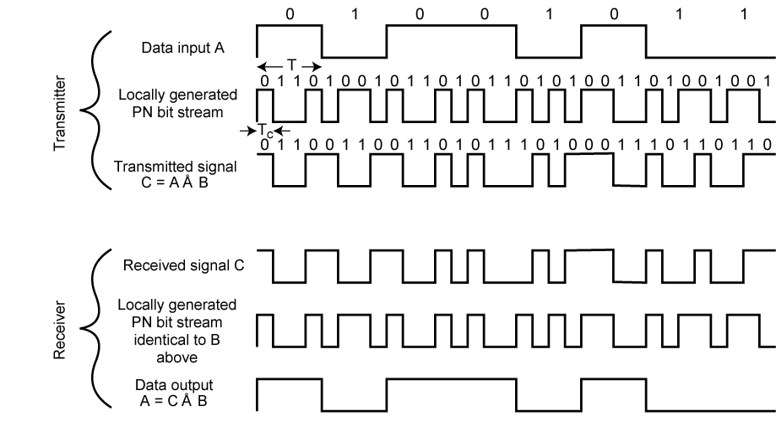 0 1 0 0 1 0 1 1
Data input A
T
0 1 1 0 1 0 0 1 0 1 1 0 1 0 1 1 0 1 0 1 0 0 1 1 0 1 0 0 1 0 0 1
Locally generated
PN bit stream
Tc
0 1 1 0 0 1 1 0 0 1 1 0 1 0 1 1 1 0 1 0 0 0 1 1 1 0 1 1 0 1 1 0
Transmitted signal
C = A Å B
Transmitter
Received signal C
Locally generated
PN bit stream
identical to B
above
Data output
A = C Å B
Receiver